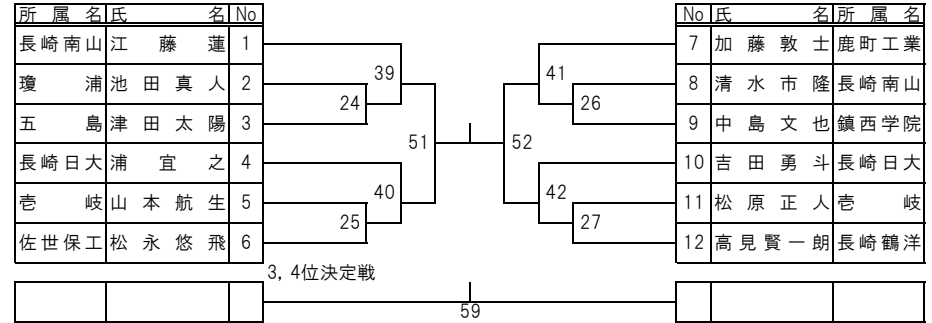 所属名 氏名 No
長崎南山 江藤蓮 1
瓊浦 池田真人 2
五島 津田太陽 3
長崎日大 浦宜之 4
壱岐 山本航生 5
佐世保工 松永悠飛 6
39
24
51
40
25
No 氏名 所属名
7 加藤敦士 鹿町工業
8 清水市隆 長崎南山
9 中島文也 鎮西学院
10 吉田勇斗 長崎日大
11 松原正人 壱岐
12 高見賢一朗 長崎鶴洋
41
26
52
42
27
3, 4位決定戦
59